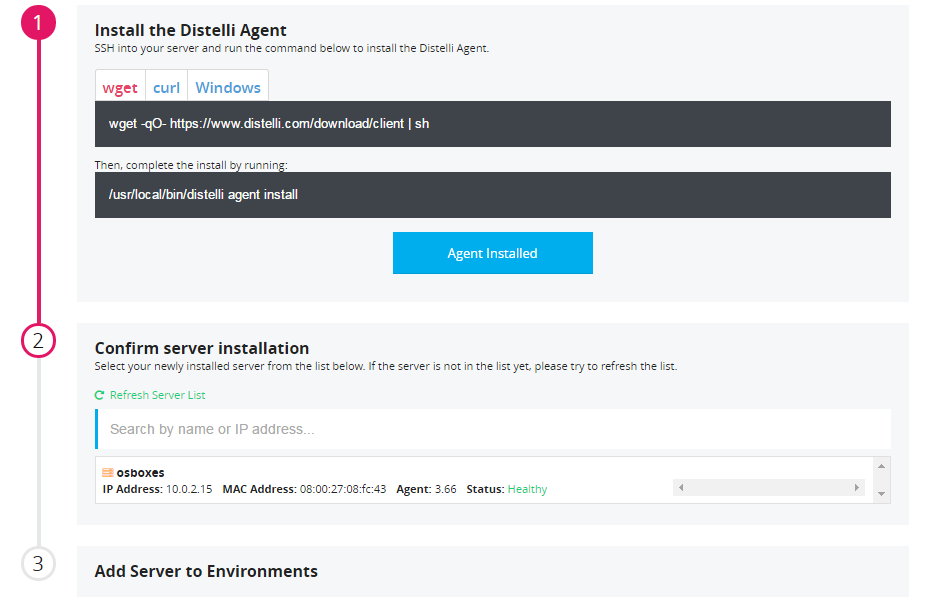 1
Install the Distelli Agent
SSH into your server and run the command below to install the Distelli Agent.
wget curl Windows
wget -qO- https://www.distelli.com/download/client | sh
Then, complete the install by running:
/usr/local/bin/distelli agent install
Agent Installed
2
Confirm server installation
Select your newly installed server from the list below. If the server is not in the list yet, please try to refresh the list.
Refresh Server List
Search by name or IP address...
osboxes
IP Address: 10.0.2.15 MAC Address: 08:00:27:08:fc:43 Agent: 3.66 Status: Healthy
3
Add Server to Environments